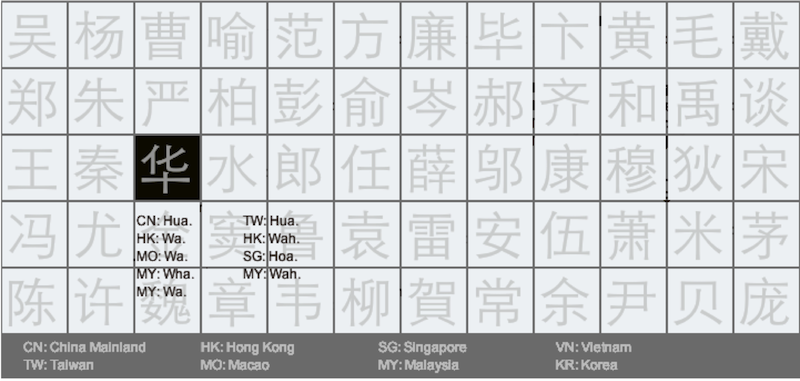 吴 杨 曹 喻 范 方 廉 毕 卞 黄 毛 戴
郑 朱 严 柏 彭 俞 岑 郝 齐 和 禹 谈
王 秦 华 水 郎 任 薛 邬 康 穆 狄 宋
冯 尤 金 窦 鲁 袁 雷 安 伍 萧 米 茅
陈 许 魏 章 韦 柳 賀 常 余 尹 贝 庞
CN: Hua. TW: Hua.
HK: Wa. HK: Wah.
MO: Wa. SG: Hoa.
MY: Wha. MY: Wah.
MY: Wa.
CN: China Mainland HK: Hong Kong SG: Singapore VN: Vietnam
TW: Taiwan MO: Macao MY: Malaysia KR: Korea